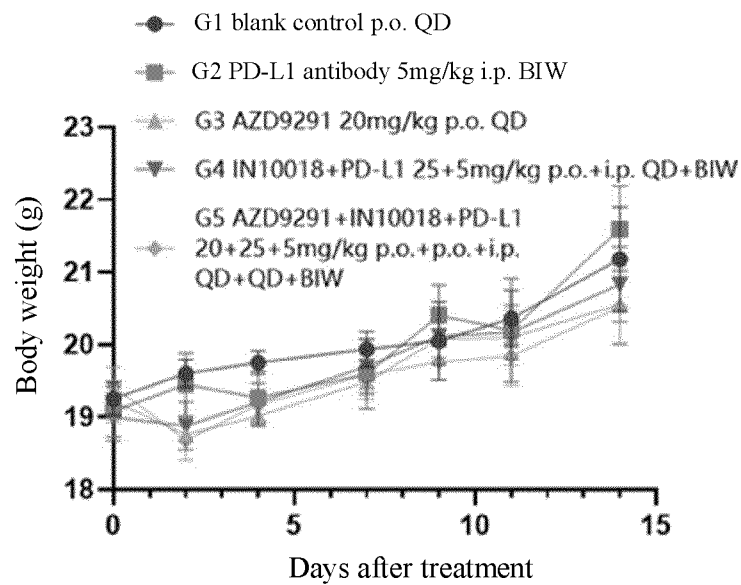 G1 blank control p.o. QD
G2 PD-L1 antibody 5mg/kg i.p. BIW
G3 AZD9291 20mg/kg p.o. QD
G4 IN10018+PD-L1 25+5mg/kg p.o.+i.p. QD+BIW
G5 AZD9291+IN10018+PD-L1
20+25+5mg/kg p.o.+p.o.+i.p.
QD+QD+BIW
Body weight (g)
23
22
21
20
19
18
0
5
10
15
Days after treatment